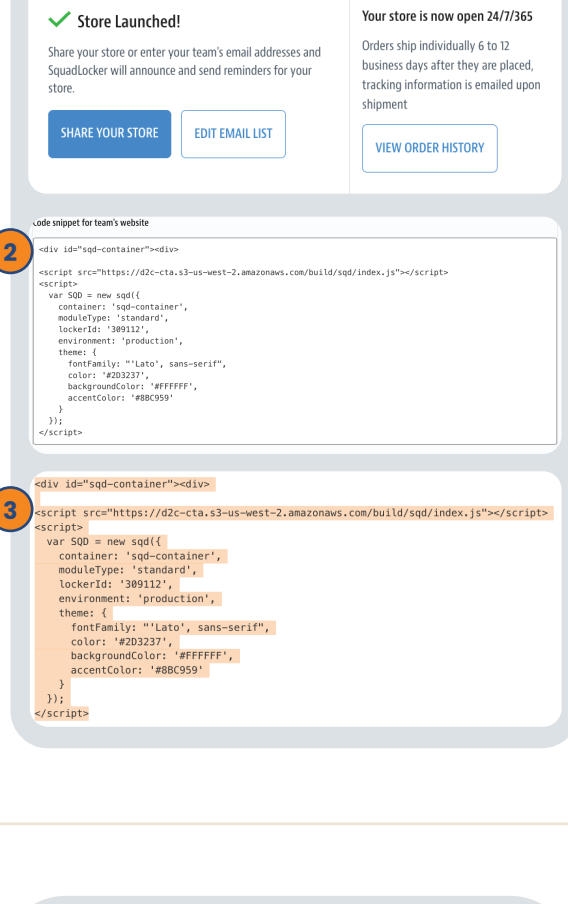 Store Launched!
Share your store or enter your team's email addresses and
SquadLocker will announce and send reminders for your
store.
SHARE YOUR STORE
EDIT EMAIL LIST
Your store is now open 24/7/365
Orders ship individually 6 to 12
business days after they are placed,
tracking information is emailed upon
shipment
VIEW ORDER HISTORY
2
Code snippet for team's website
<div id="sqd-container"><div>
<script src="https://d2c-cta.s3-us-west-2.amazonaws.com/build/sqd/index.js"></script>
<script>
  var SQD = new sqd({
    container: 'sqd-container',
    moduleType: 'standard',
    lockerId: '309112',
    environment: 'production',
    theme: {
      fontFamily: "'Lato', sans-serif",
      color: '#2D3237',
      backgroundColor: '#FFFFFF',
      accentColor: '#8BC959'
    }
  });
</script>
3
<div id="sqd-container"><div>
<script src="https://d2c-cta.s3-us-west-2.amazonaws.com/build/sqd/index.js"></script>
<script>
  var SQD = new sqd({
    container: 'sqd-container',
    moduleType: 'standard',
    lockerId: '309112',
    environment: 'production',
    theme: {
      fontFamily: "'Lato', sans-serif",
      color: '#2D3237',
      backgroundColor: '#FFFFFF',
      accentColor: '#8BC959'
    }
  });
</script>